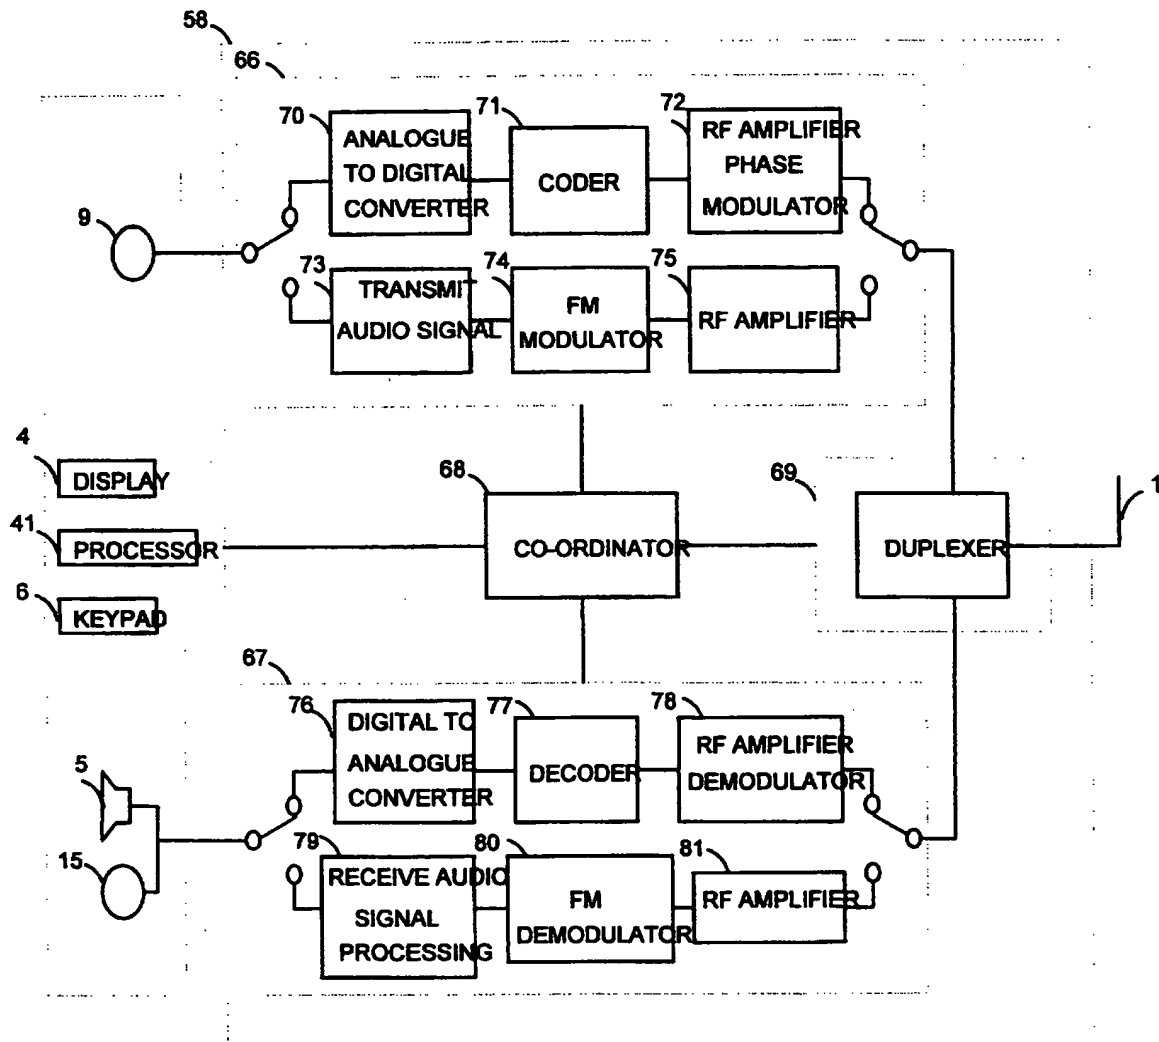 58
66
70
ANALOGUE
TO DIGITAL
CONVERTER
71
CODER
72
RF AMPLIFIER
PHASE
MODULATOR
9
73
TRANSMIT
AUDIO SIGNAL
74
FM
MODULATOR
75
RF AMPLIFIER
4
DISPLAY
41
PROCESSOR
6
KEYPAD
68
CO-ORDINATOR
69
DUPLEXER
1
67
76
DIGITAL TO
ANALOGUE
CONVERTER
77
DECODER
78
RF AMPLIFIER
DEMODULATOR
5
15
79
RECEIVE AUDIO
SIGNAL
PROCESSING
80
FM
DEMODULATOR
81
RF AMPLIFIER